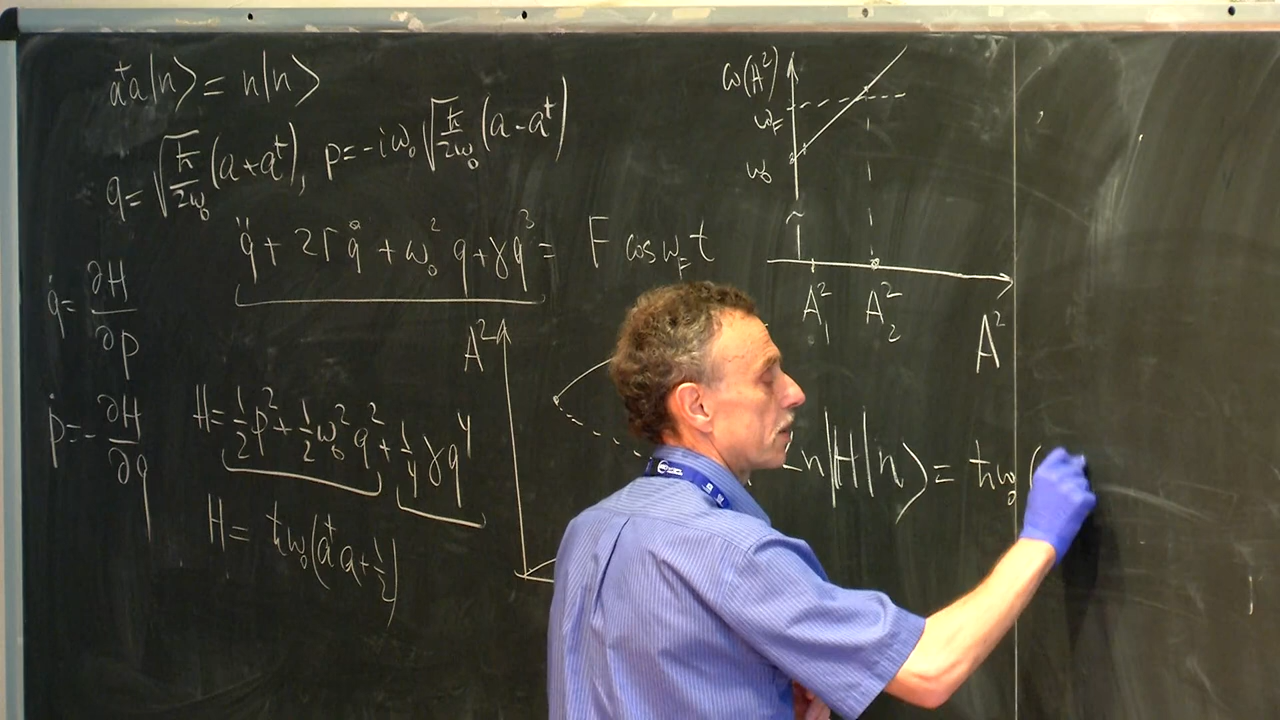 a†a|n⟩ = n|n⟩
q = √(ℏ/2ω₀) (a + a†), p = -iω₀ √(ℏ/2ω₀) (a - a†)
q̈ + 2Γq̇ + ω₀² q + γq³ = F cos ω_F t
q̇ = ∂H/∂p
ṗ = -∂H/∂q
H = ½p² + ½ω₀²q² + ¼γq⁴
H = ℏω₀(a†a + ½)
A²
ω(A²)
ω_F
ω₀
A₁² A₂² A²
⟨n|H|n⟩ = ℏω₀ (